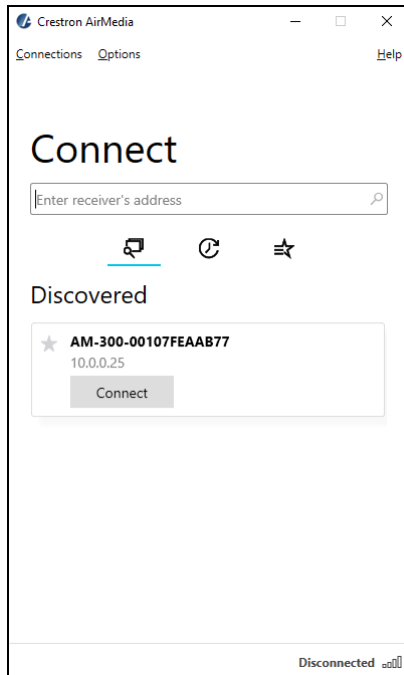 Crestron AirMedia
Connections Options Help
Connect
Enter receiver's address
Discovered
AM-300-00107FEAAB77
10.0.0.25
Connect
Disconnected